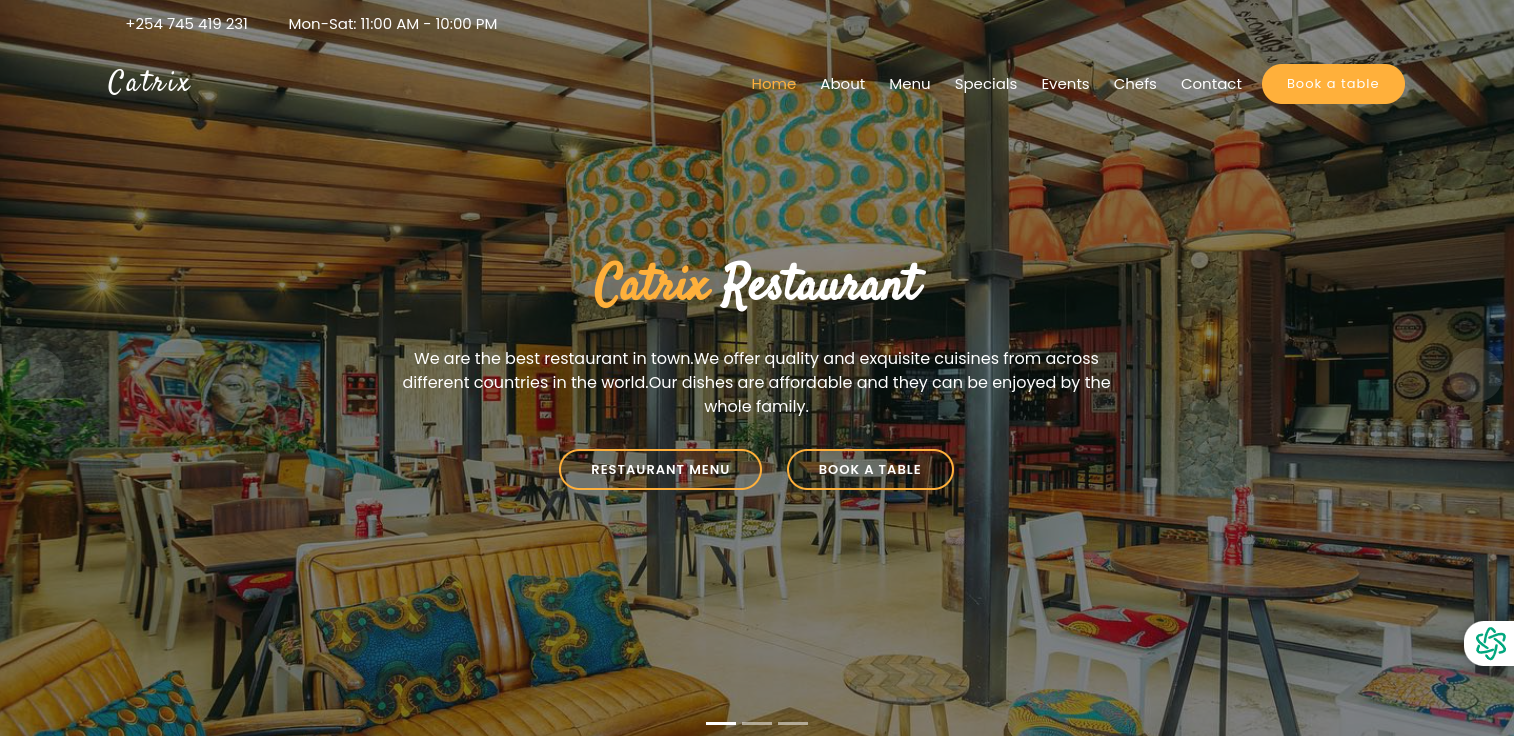 +254 745 419 231 Mon-Sat: 11:00 AM - 10:00 PM
Catrix
Home About Menu Specials Events Chefs Contact Book a table
Catrix Restaurant
We are the best restaurant in town.We offer quality and exquisite cuisines from across
different countries in the world.Our dishes are affordable and they can be enjoyed by the
whole family.
RESTAURANT MENU BOOK A TABLE